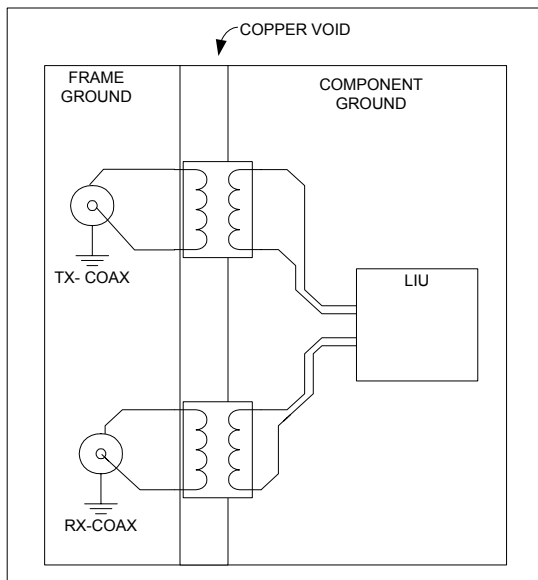 COPPER VOID
FRAME
GROUND
COMPONENT
GROUND
TX- COAX
LIU
RX-COAX